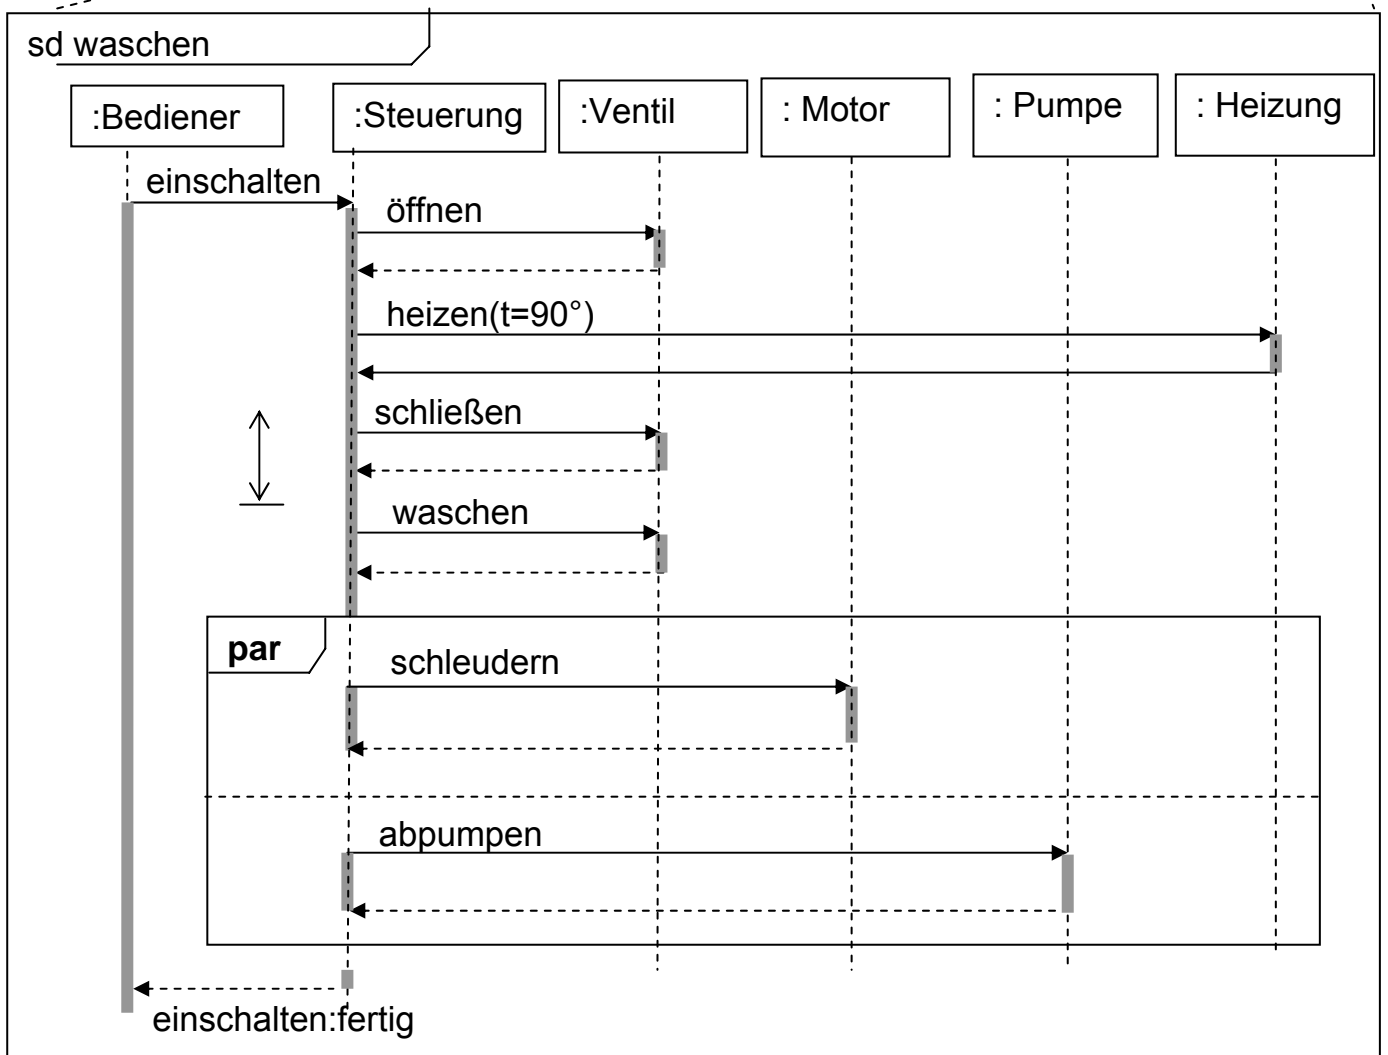 sd waschen
:Bediener
:Steuerung
:Ventil
: Motor
: Pumpe
: Heizung
einschalten
öffnen
heizen(t=90°)
schließen
waschen
par
schleudern
abpumpen
einschalten:fertig